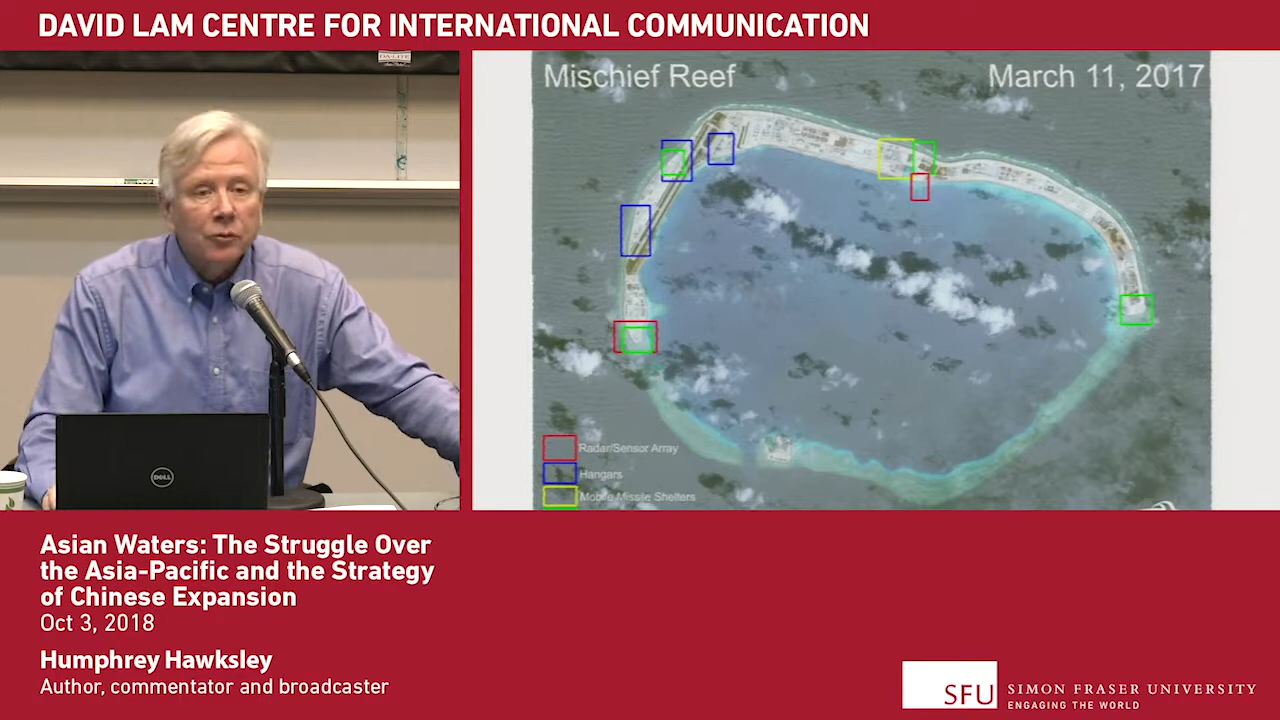 DAVID LAM CENTRE FOR INTERNATIONAL COMMUNICATION
Mischief Reef
March 11, 2017
Radar/Sensor Array
Hangars
Mobile Missile Shelters
DELL
Asian Waters: The Struggle Over
the Asia-Pacific and the Strategy
of Chinese Expansion
Oct 3, 2018
Humphrey Hawksley
Author, commentator and broadcaster
SFU
SIMON FRASER UNIVERSITY
ENGAGING THE WORLD